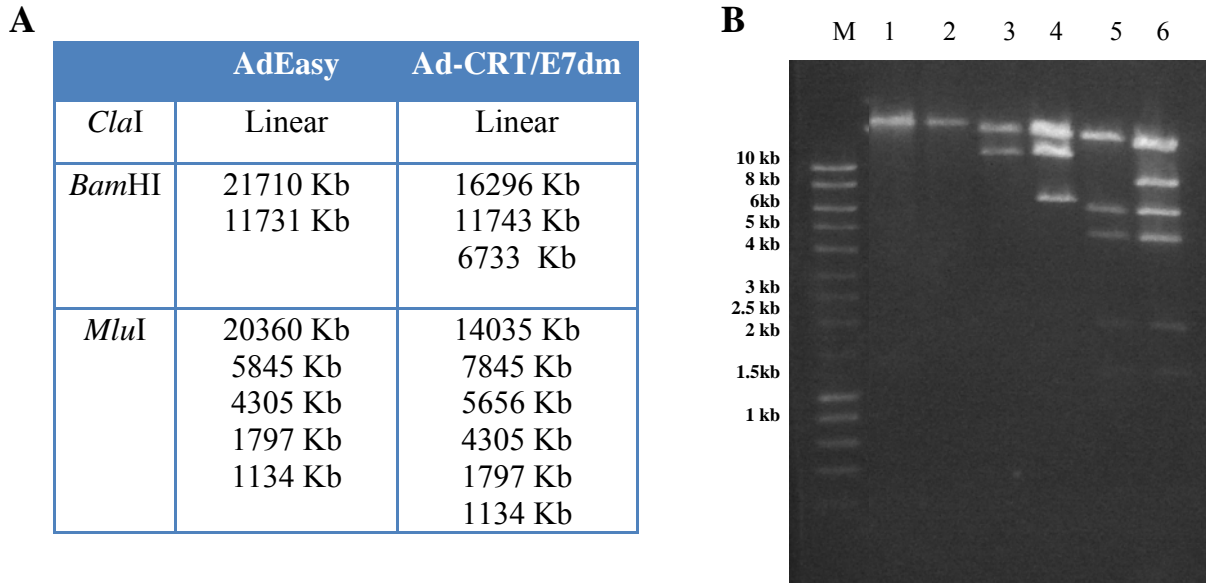 A
AdEasy Ad-CRT/E7dm
ClaI Linear Linear
BamHI 21710 Kb 16296 Kb
11731 Kb 11743 Kb
6733 Kb
MluI 20360 Kb 14035 Kb
5845 Kb 7845 Kb
4305 Kb 5656 Kb
1797 Kb 4305 Kb
1134 Kb 1797 Kb
1134 Kb
B
M 1 2 3 4 5 6
10 kb
8 kb
6kb
5 kb
4 kb
3 kb
2.5 kb
2 kb
1.5kb
1 kb